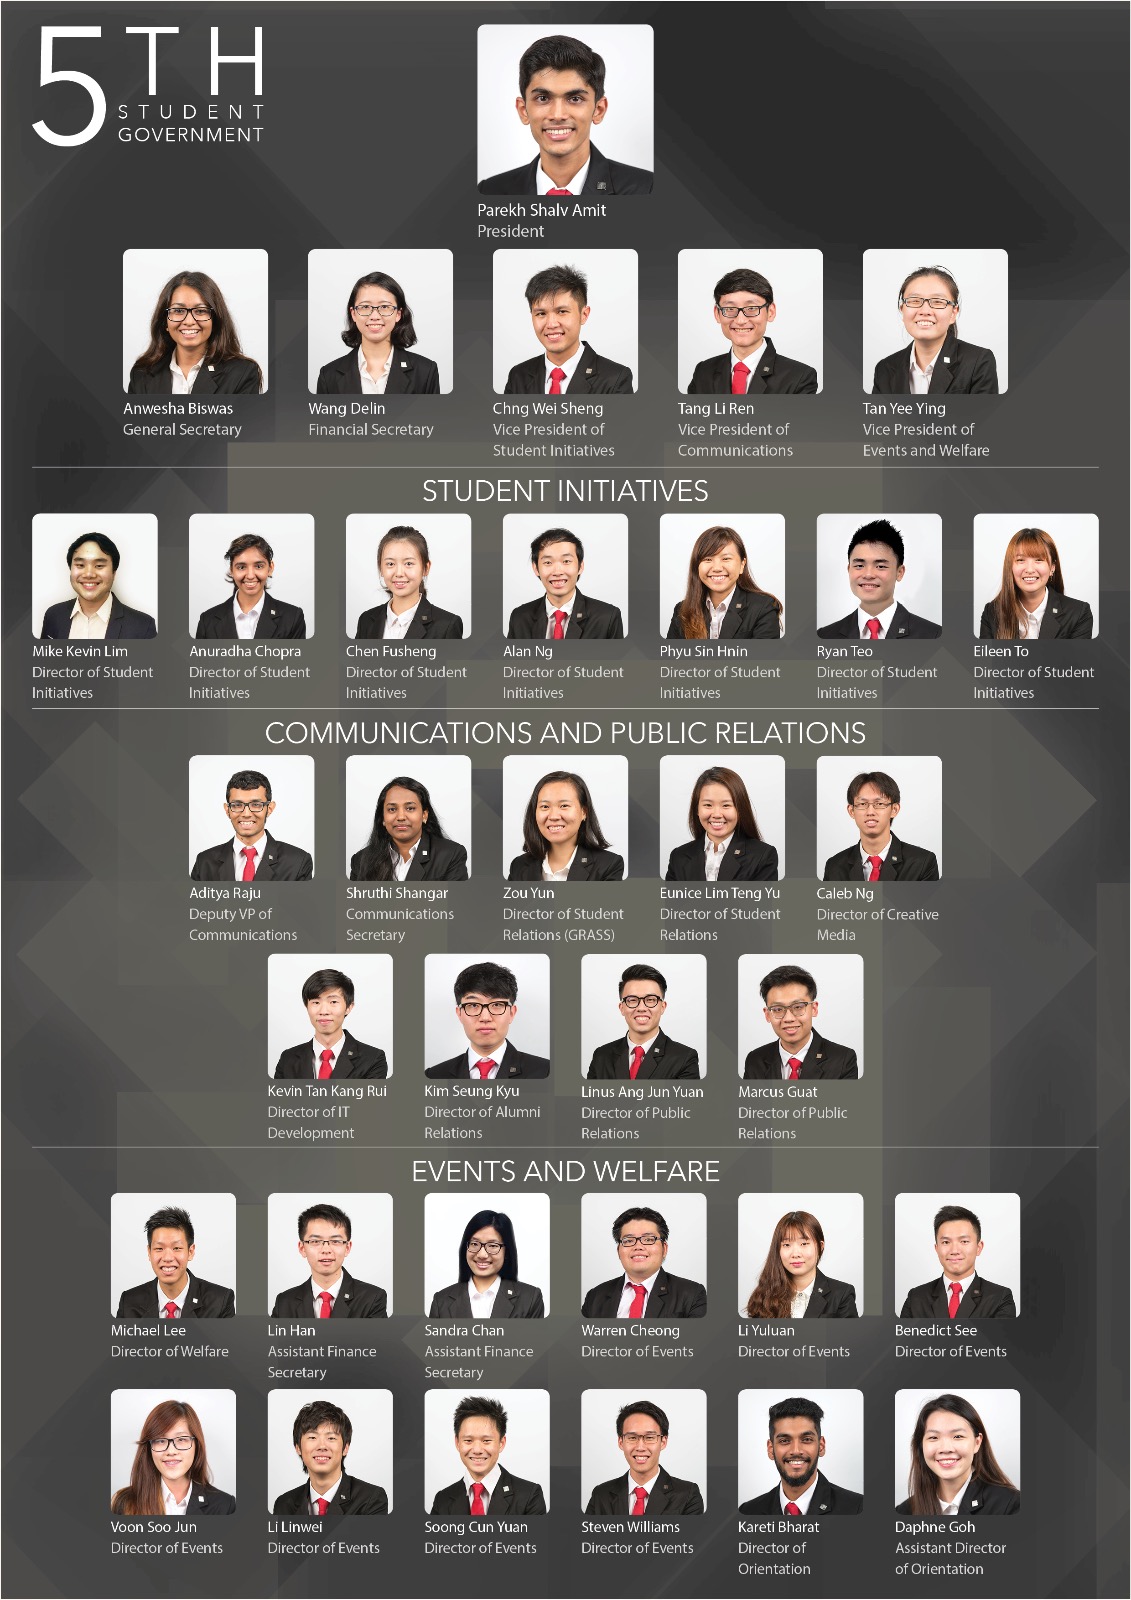 5TH
STUDENT
GOVERNMENT
Parekh Shalv Amit
President
Anwesha Biswas
General Secretary
Wang Delin
Financial Secretary
Chng Wei Sheng
Vice President of
Student Initiatives
Tang Li Ren
Vice President of
Communications
Tan Yee Ying
Vice President of
Events and Welfare
STUDENT INITIATIVES
Mike Kevin Lim
Director of Student
Initiatives
Anuradha Chopra
Director of Student
Initiatives
Chen Fusheng
Director of Student
Initiatives
Alan Ng
Director of Student
Initiatives
Phyu Sin Hnin
Director of Student
Initiatives
Ryan Teo
Director of Student
Initiatives
Eileen To
Director of Student
Initiatives
COMMUNICATIONS AND PUBLIC RELATIONS
Aditya Raju
Deputy VP of
Communications
Shruthi Shangar
Communications
Secretary
Zou Yun
Director of Student
Relations (GRASS)
Eunice Lim Teng Yu
Director of Student
Relations
Caleb Ng
Director of Creative
Media
Kevin Tan Kang Rui
Director of IT
Development
Kim Seung Kyu
Director of Alumni
Relations
Linus Ang Jun Yuan
Director of Public
Relations
Marcus Guat
Director of Public
Relations
EVENTS AND WELFARE
Michael Lee
Director of Welfare
Lin Han
Assistant Finance
Secretary
Sandra Chan
Assistant Finance
Secretary
Warren Cheong
Director of Events
Li Yuluan
Director of Events
Benedict See
Director of Events
Voon Soo Jun
Director of Events
Li Linwei
Director of Events
Soong Cun Yuan
Director of Events
Steven Williams
Director of Events
Kareti Bharat
Director of
Orientation
Daphne Goh
Assistant Director
of Orientation